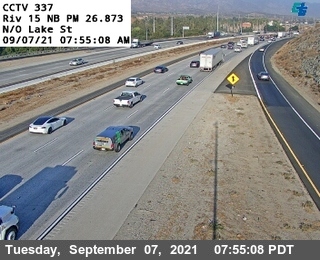 CCTV 337
Riv 15 NB PM 26.873
N/O Lake St
09/07/21 07:55:08 AM
Tuesday, September 07, 2021 07:55:08 PDT